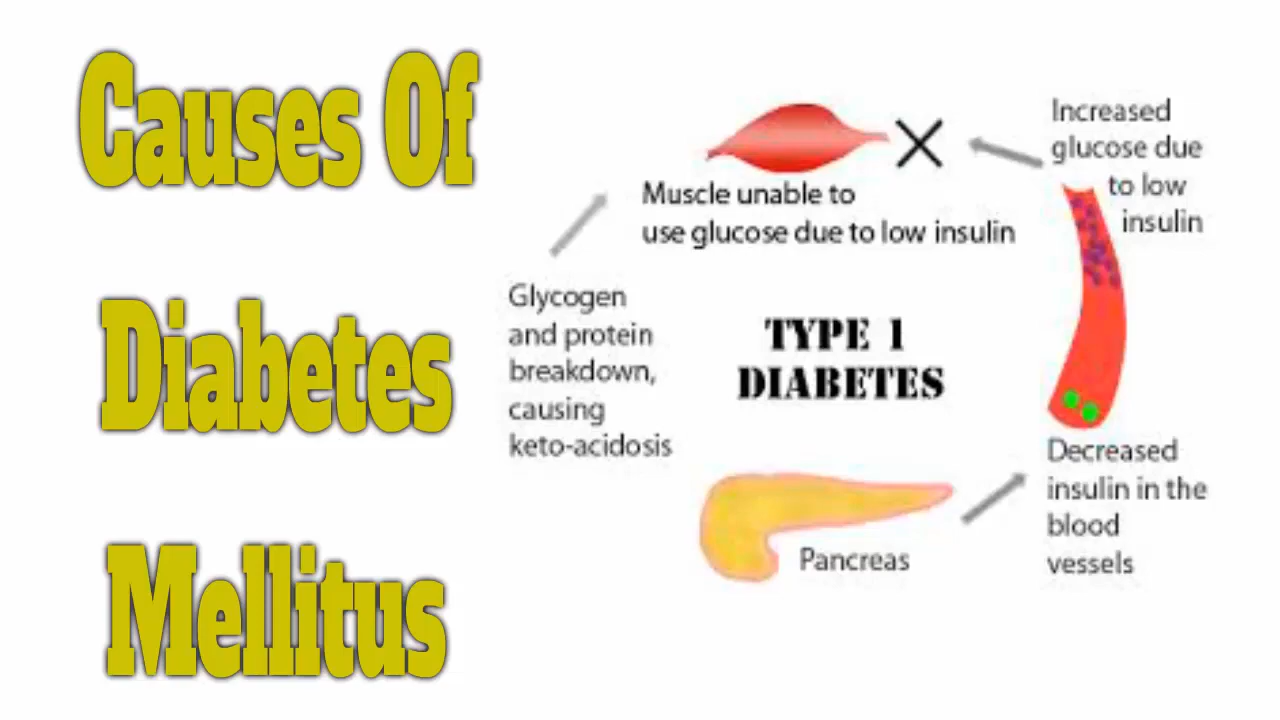 Causes Of
Diabetes
Mellitus
Increased
glucose due
to low
insulin
Muscle unable to
use glucose due to low insulin
Glycogen
and protein
breakdown,
causing
keto-acidosis
TYPE 1
DIABETES
Pancreas
Decreased
insulin in the
blood
vessels